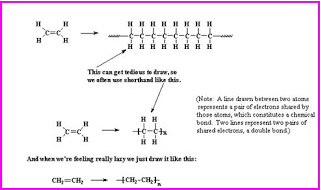 H H H H H H H H H H
C=C
C-C-C-C-C-C-C-C
H H H H H H H H H H
This can get tedious to draw, so
we often use shorthand like this.
H H
H H
C=C
-[C-C-]n
H H
H H
(Note: A line drawn between two atoms
represents a pair of electrons shared by
those atoms, which constitutes a chemical
bond. Two lines represent two pairs of
shared electrons, a double bond.)
And when we're feeling really lazy we just draw it like this:
CH₂=CH₂ -[CH₂-CH₂-]n